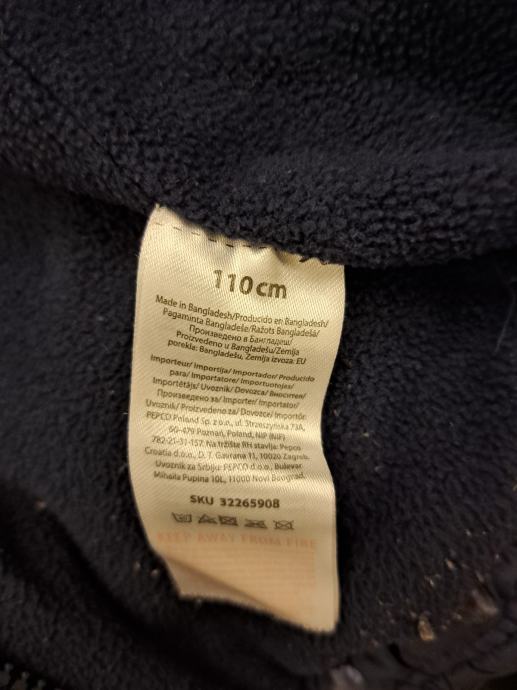 110 cm
Made in Bangladesh/Producido en Bangladesh/
Pagaminta Bangladeše/Ražots Bangladešā/
Произведено в Бангладеш/
Proizvedeno u Bangladešu/Zemlja
porekla: Bangladešu, Zemlja izvoza: EU
Importeur/Importija/Importador/Producido
para/Importatore/Importuotojas/
Importētājs/Uvoznik/Dovozca/Вносител/
Произведено за/Importer/Importator/
Uvoznik/Proizvedeno za/Dovozce/Importőr:
PEPCO Poland Sp. z o.o., ul. Strzeszyńska 73A,
60-479 Poznań, Poland, NIP (NIF)
782-21-31-157. Na tržište RH stavlja: Pepco
Croatia d.o.o., D. T. Gavrana 11, 10020 Zagreb.
Uvoznik za Srbiju: PEPCO d.o.o., Bulevar
Mihaila Pupina 10L, 11000 Novi Beograd.
SKU 32265908
KEEP AWAY FROM FIRE